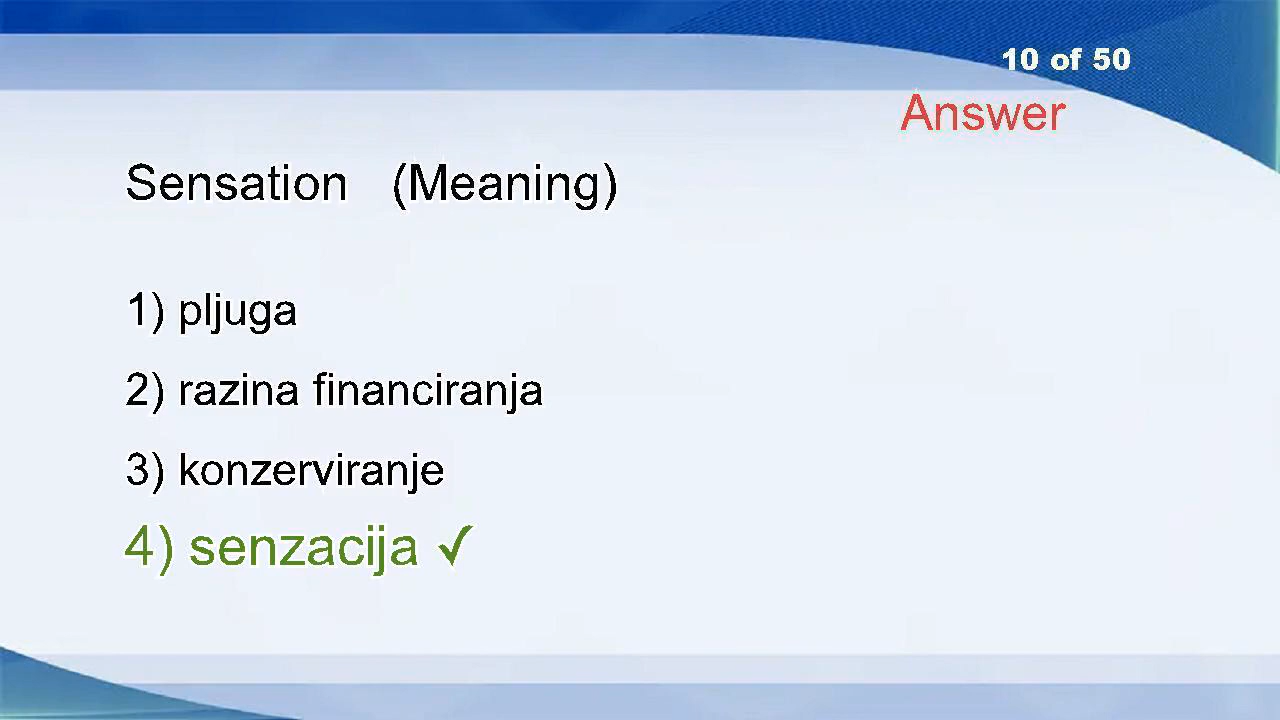 10 of 50
Answer
Sensation (Meaning)
1) pljuga
2) razina financiranja
3) konzerviranje
4) senzacija ✓